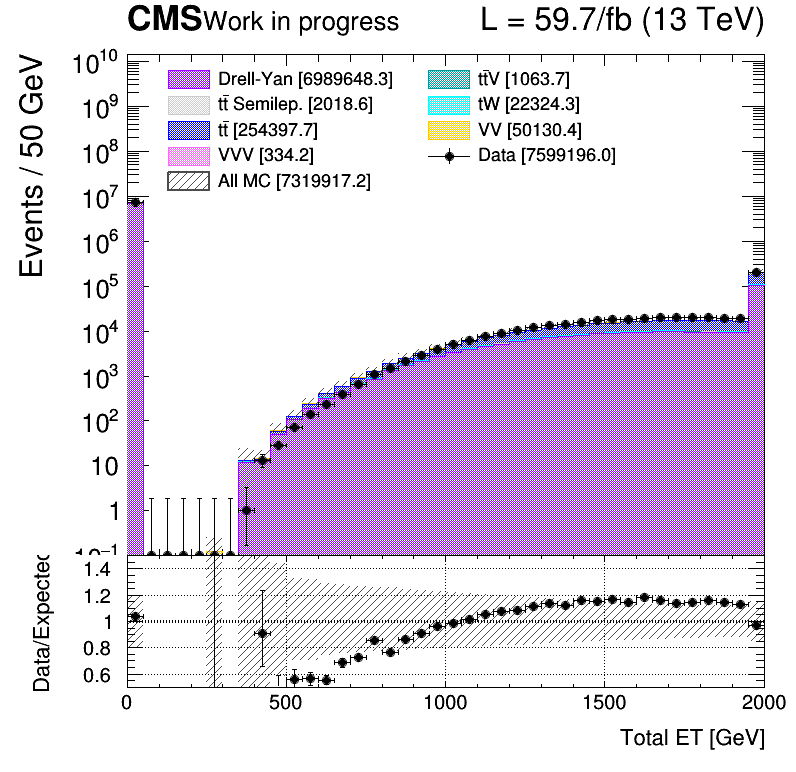 CMS Work in progress L = 59.7/fb (13 TeV)
Events / 50 GeV
10^10
10^9
10^8
10^7
10^6
10^5
10^4
10^3
10^2
10
1
10^−1
Drell-Yan [6989648.3]
tt̄ Semilep. [2018.6]
tt̄ [254397.7]
VVV [334.2]
All MC [7319917.2]
tt̄V [1063.7]
tW [22324.3]
VV [50130.4]
Data [7599196.0]
Data/Expected
1.4
1.2
1
0.8
0.6
0 500 1000 1500 2000
Total ET [GeV]